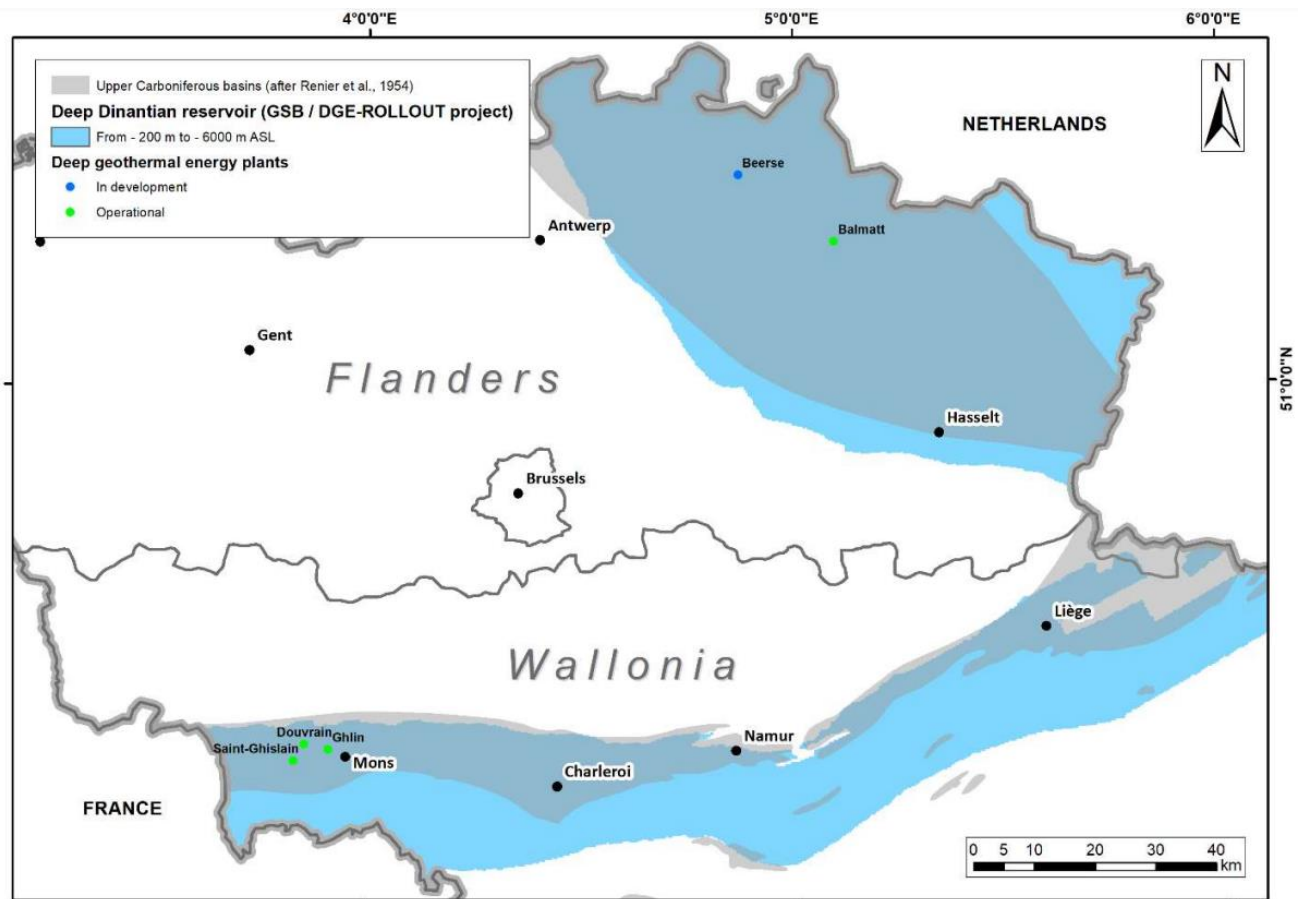 4°0'0"E
5°0'0"E
6°0'0"E
Upper Carboniferous basins (after Renier et al., 1954)
Deep Dinantian reservoir (GSB / DGE-ROLLOUT project)
From - 200 m to - 6000 m ASL
Deep geothermal energy plants
In development
Operational
N
NETHERLANDS
Beerse
Antwerp
Balmatt
Gent
Flanders
51°0'0"N
Hasselt
Brussels
Liège
Wallonia
Douvrain
Ghlin
Saint-Ghislain
Mons
Namur
Charleroi
FRANCE
0 5 10 20 30 40
km